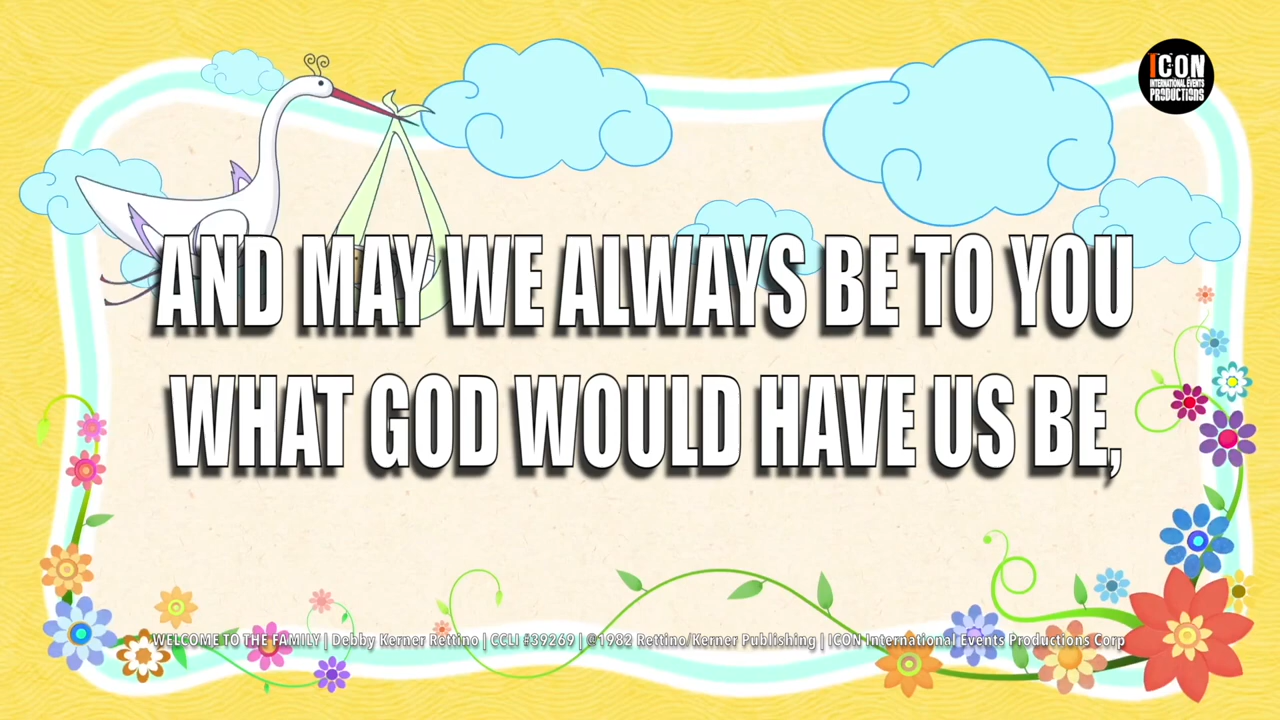 ICON
INTERNATIONAL EVENTS
PRODUCTIONS
AND MAY WE ALWAYS BE TO YOU
WHAT GOD WOULD HAVE US BE,
WELCOME TO THE FAMILY | Debby Kerner Rettino | CCLI #39269 | @1982 Rettino/Kerner Publishing | ICON International Events Productions Corp